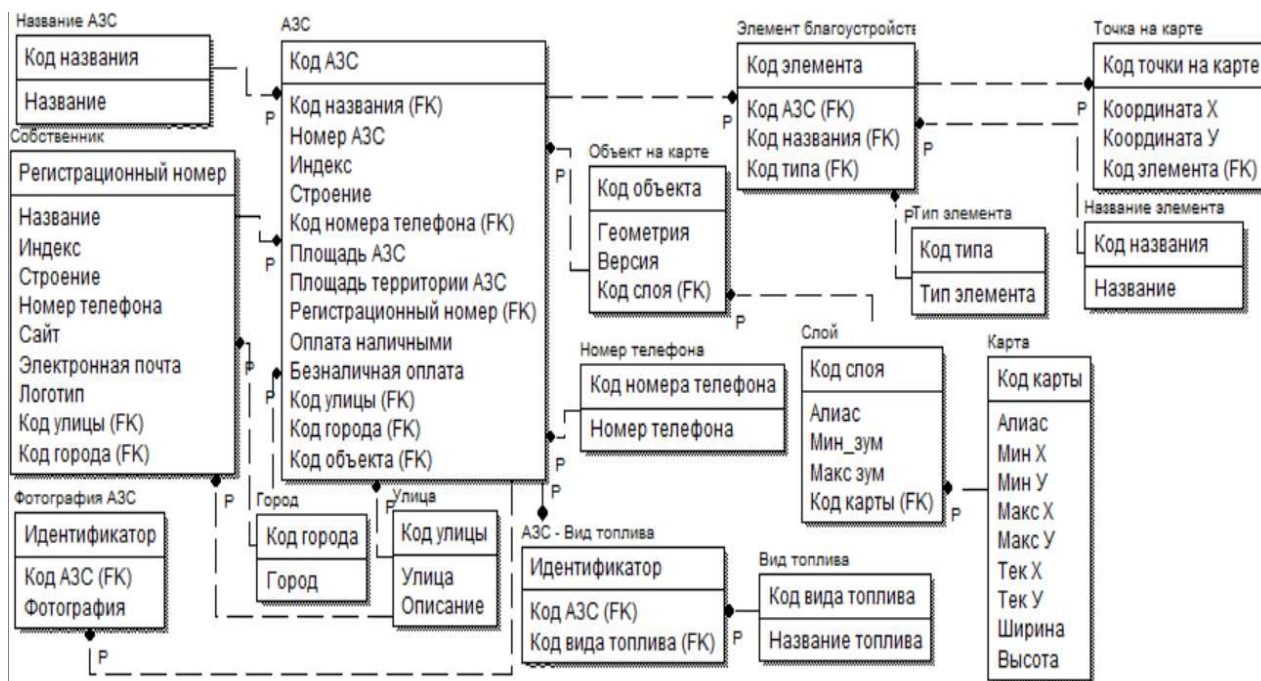 Название АЗС
Код названия
Название
P
Собственник
Регистрационный номер
Название
Индекс
Строение
Номер телефона
Сайт
Электронная почта
Логотип
Код улицы (FK)
Код города (FK)
P
P
P
Фотография АЗС
Идентификатор
Код АЗС (FK)
Фотография
P
АЗС
Код АЗС
Код названия (FK)
Номер АЗС
Индекс
Строение
Код номера телефона (FK)
Площадь АЗС
Площадь территории АЗС
Регистрационный номер (FK)
Оплата наличными
Безналичная оплата
Код улицы (FK)
Код города (FK)
Код объекта (FK)
P
P
P
P
P
P
Город
Код города
Город
Улица
Код улицы
Улица
Описание
Объект на карте
Код объекта
Геометрия
Версия
Код слоя (FK)
P
Номер телефона
Код номера телефона
Номер телефона
АЗС - Вид топлива
Идентификатор
Код АЗС (FK)
Код вида топлива (FK)
P
Вид топлива
Код вида топлива
Название топлива
Элемент благоустройств
Код элемента
Код АЗС (FK)
Код названия (FK)
Код типа (FK)
P
P
P
Тип элемента
Код типа
Тип элемента
Точка на карте
Код точки на карте
Координата Х
Координата У
Код элемента (FK)
P
Название элемента
Код названия
Название
Слой
Код слоя
Алиас
Мин_зум
Макс зум
Код карты (FK)
P
Карта
Код карты
Алиас
Мин Х
Мин У
Макс Х
Макс У
Тек Х
Тек У
Ширина
Высота